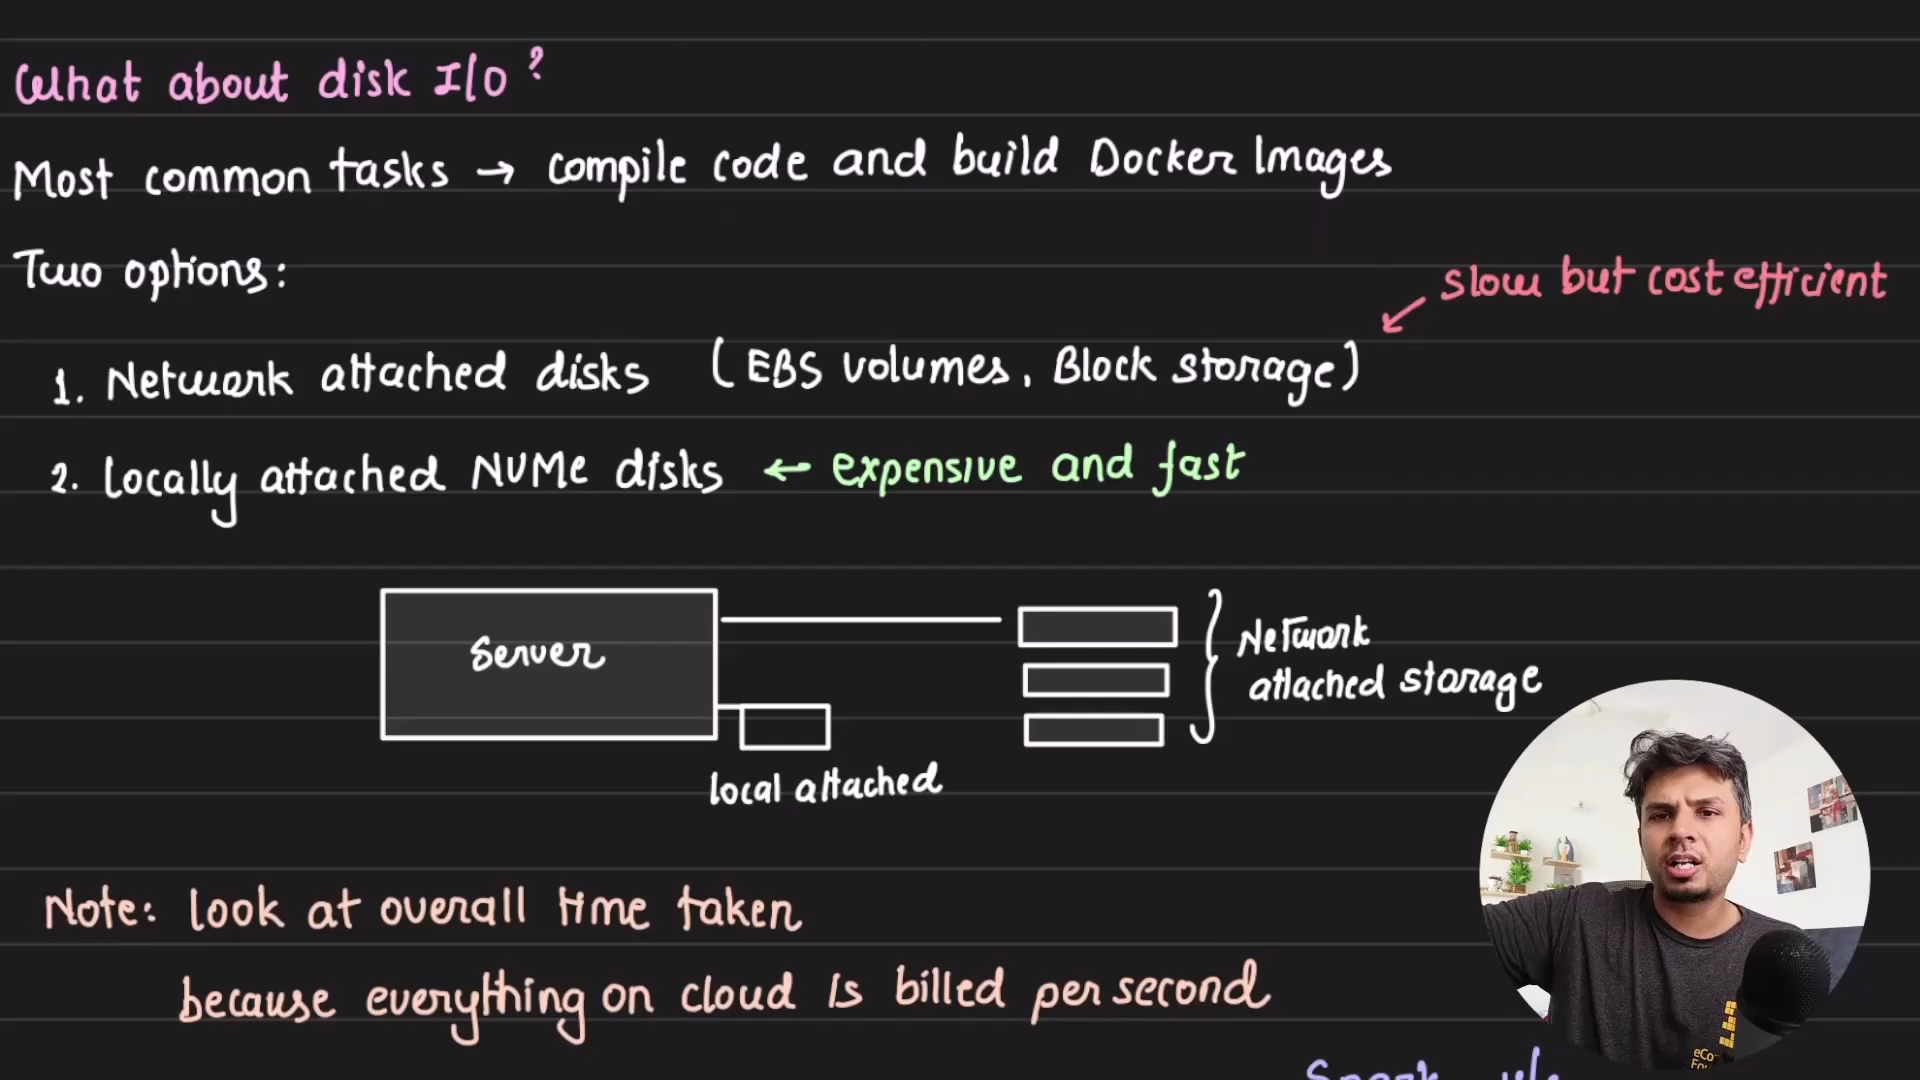 What about disk I/O?
Most common tasks → compile code and build Docker Images
Two options:
slow but cost efficient
1. Network attached disks (EBS volumes, Block storage)
2. Locally attached NVMe disks ← expensive and fast
Server
Network
attached storage
local attached
Note: look at overall time taken
because everything on cloud is billed per second
Spark